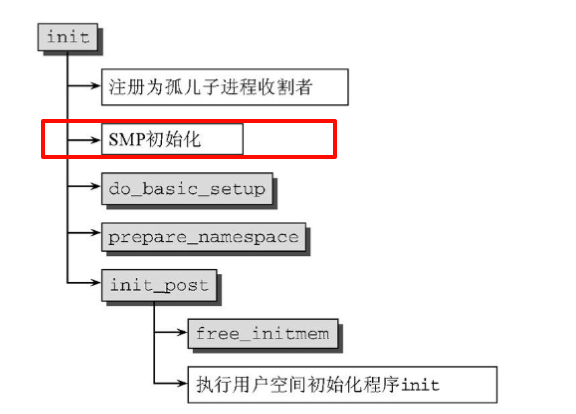 init
注册为孤儿子进程收割者
SMP初始化
do_basic_setup
prepare_namespace
init_post
free_initmem
执行用户空间初始化程序init